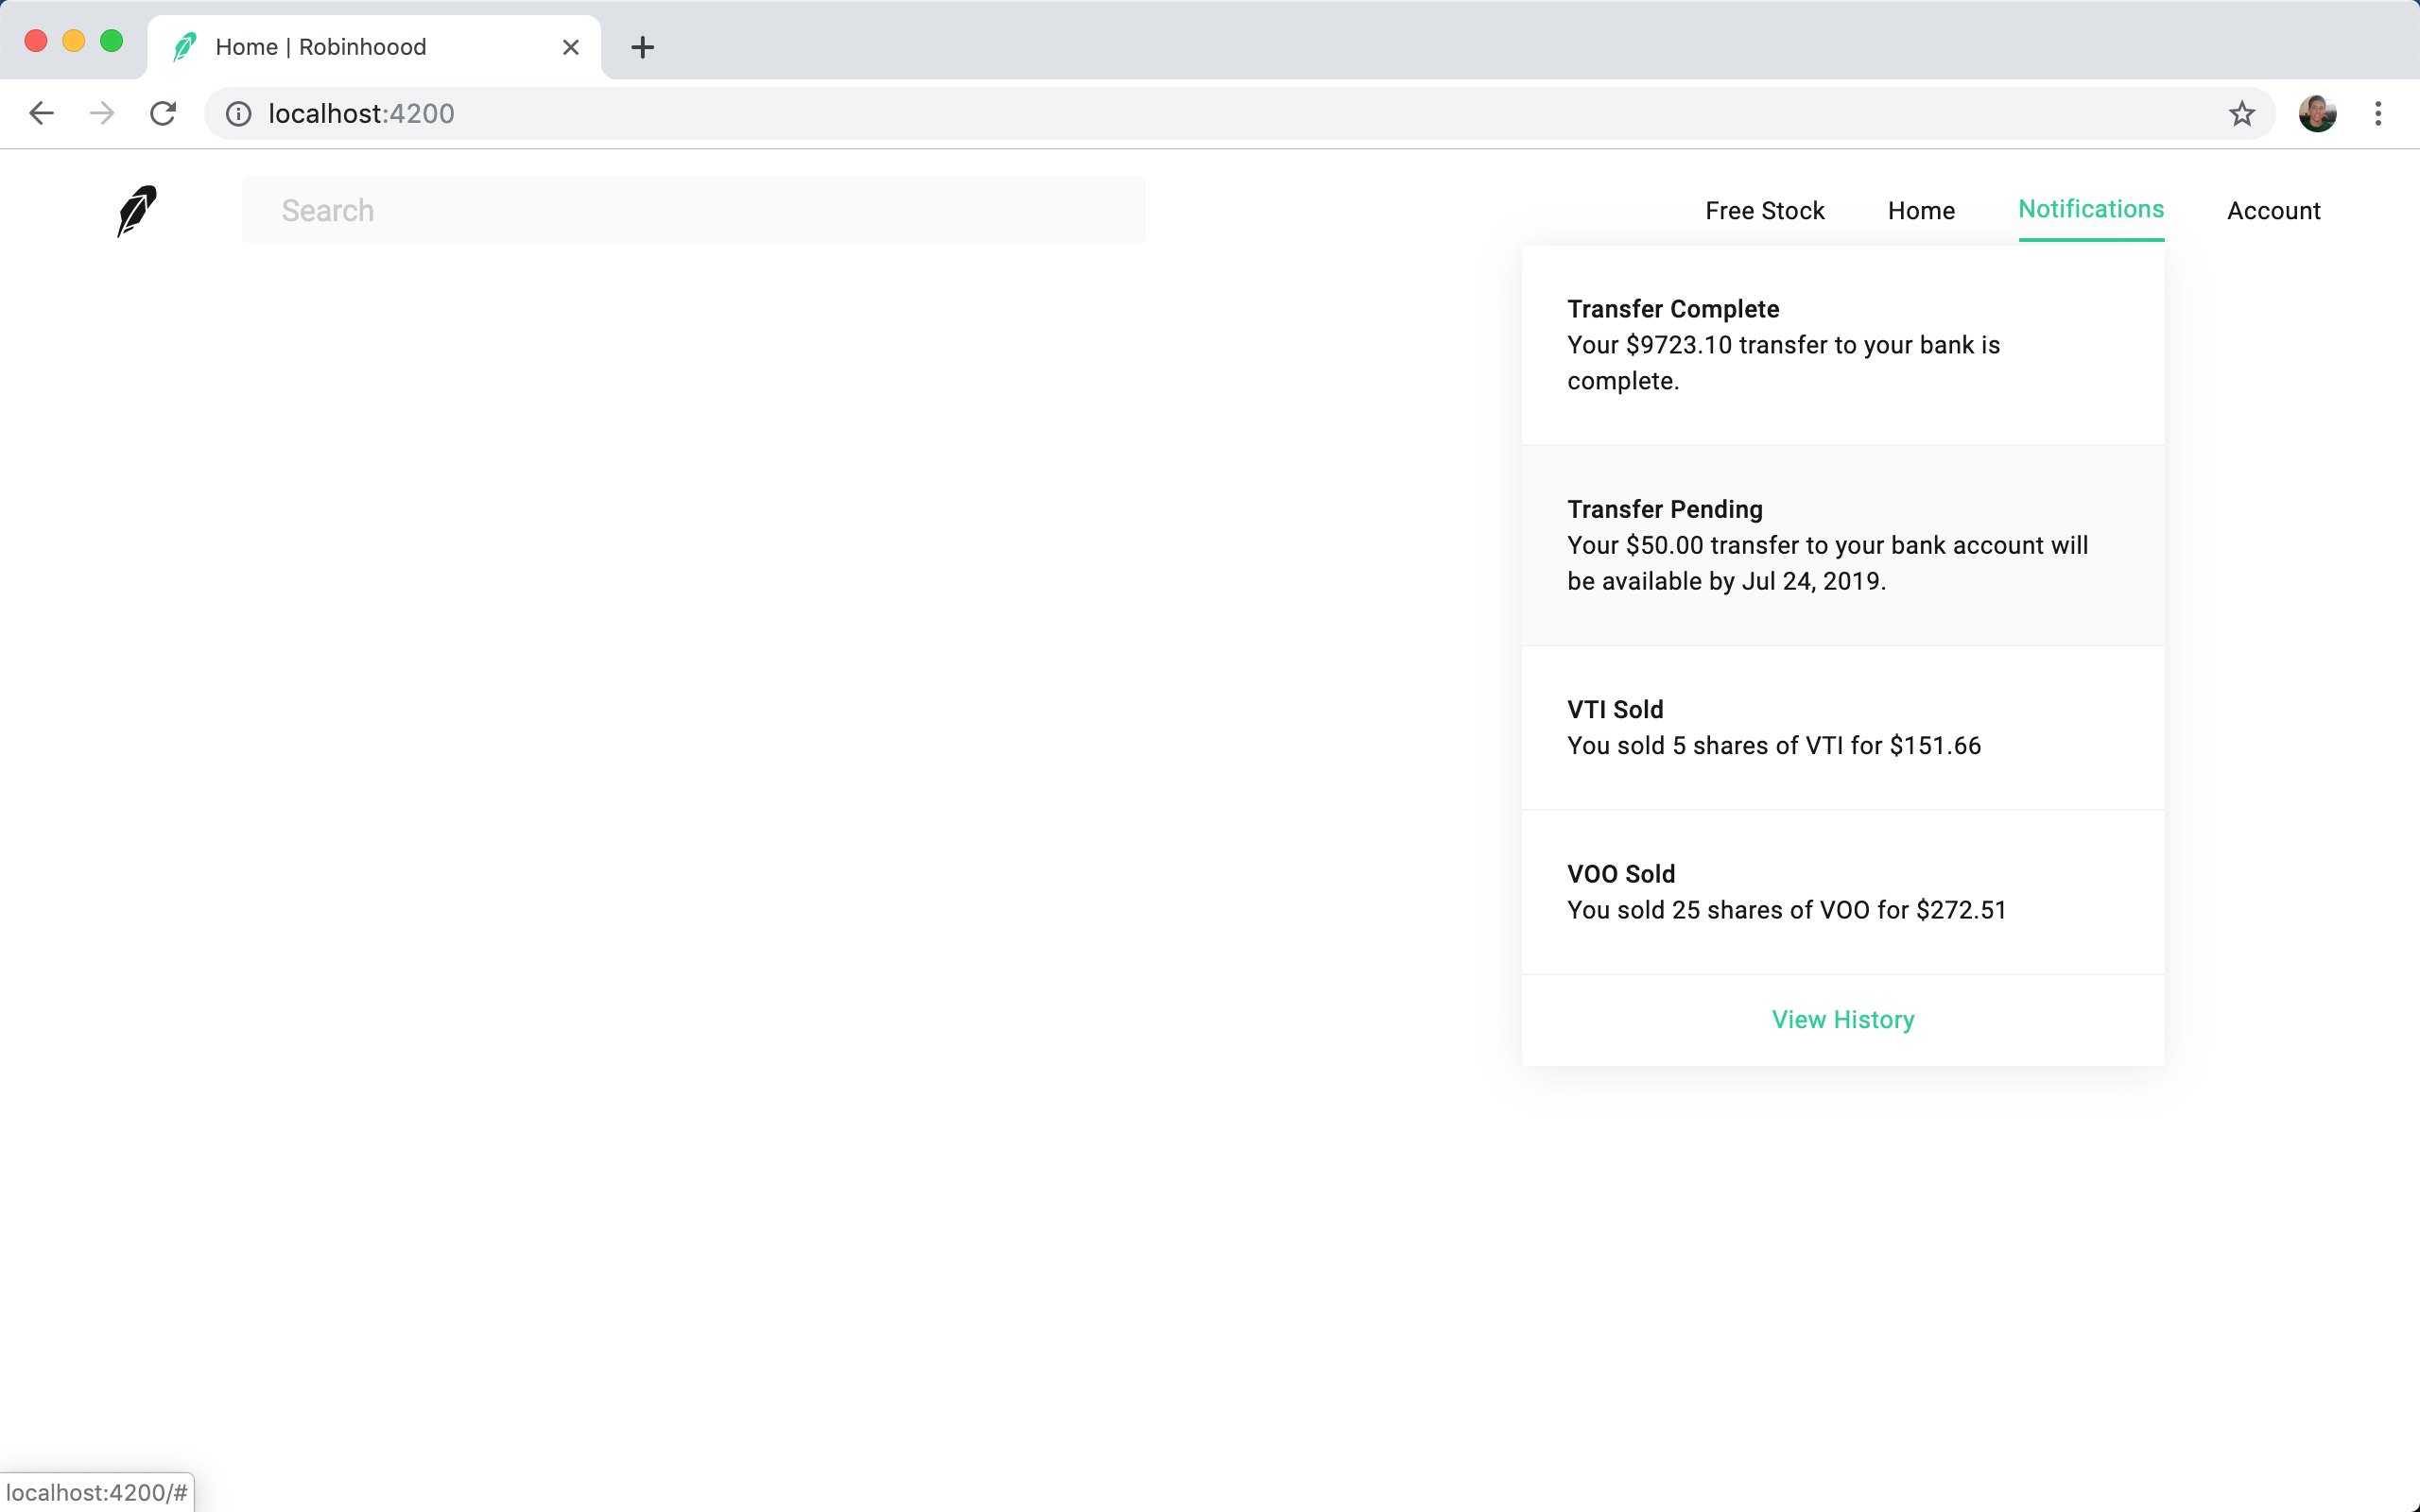 Home | Robinhoood
localhost:4200
Search
Free Stock
Home
Notifications
Account
Transfer Complete
Your $9723.10 transfer to your bank is
complete.
Transfer Pending
Your $50.00 transfer to your bank account will
be available by Jul 24, 2019.
VTI Sold
You sold 5 shares of VTI for $151.66
VOO Sold
You sold 25 shares of VOO for $272.51
View History
localhost:4200/#